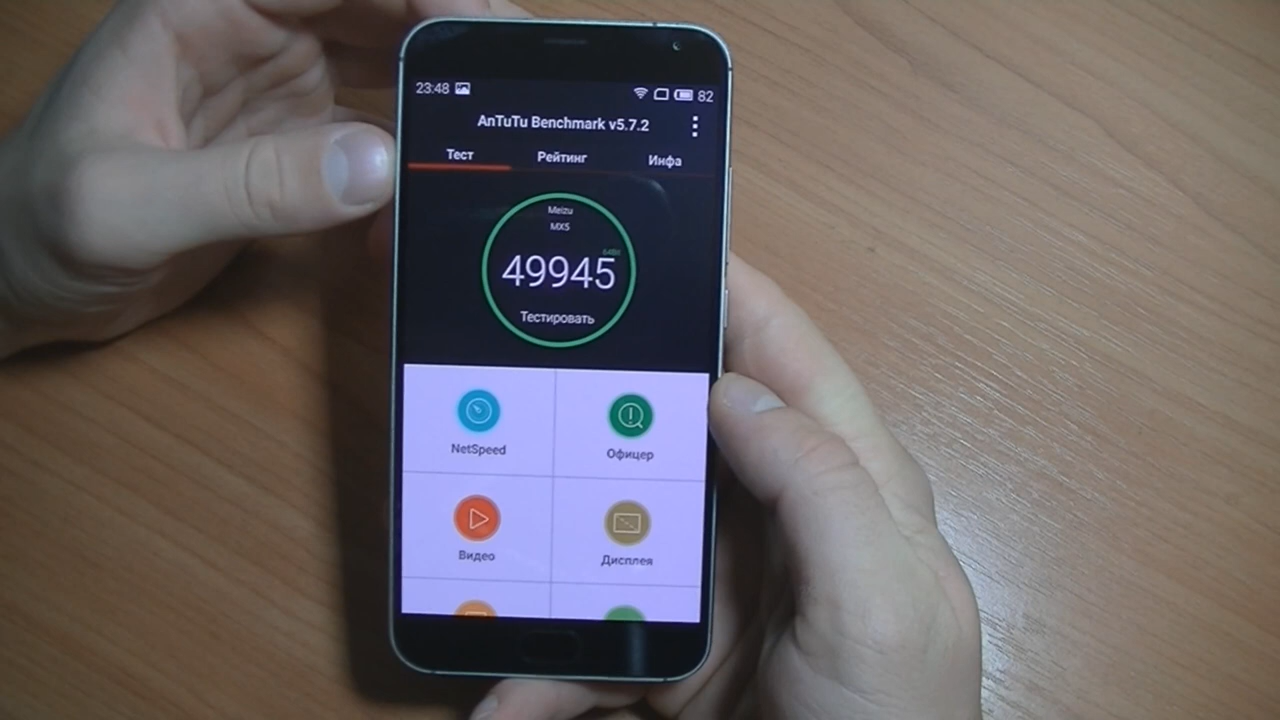 23:48 82
AnTuTu Benchmark v5.7.2
Тест Рейтинг Инфа
Meizu
MX5
64Bit
49945
Тестировать
NetSpeed Офицер
Видео Дисплея